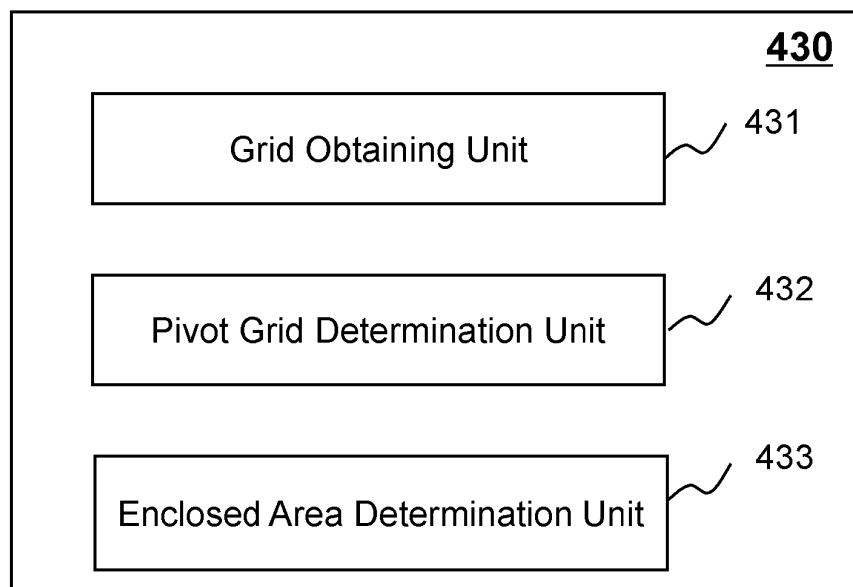 430
Grid Obtaining Unit
431
Pivot Grid Determination Unit
432
Enclosed Area Determination Unit
433